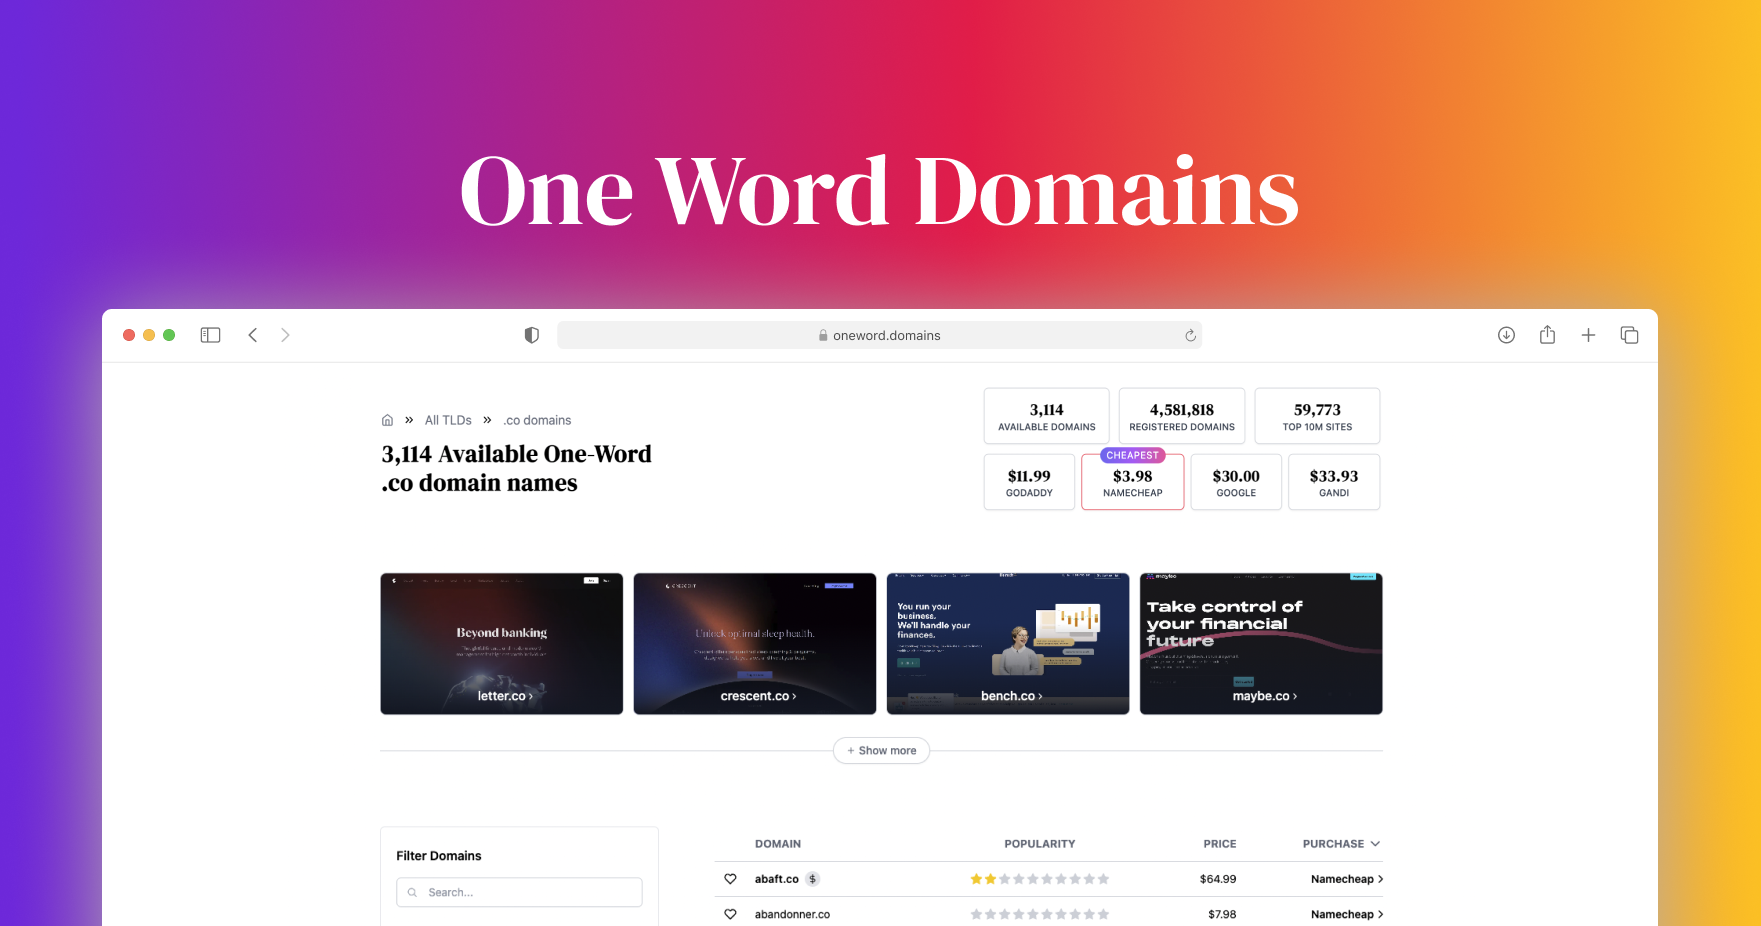 One Word Domains
oneword.domains
» All TLDs » .co domains
3,114 Available One-Word
.co domain names
3,114
AVAILABLE DOMAINS
4,581,818
REGISTERED DOMAINS
59,773
TOP 10M SITES
$11.99
GODADDY
CHEAPEST
$3.98
NAMECHEAP
$30.00
GOOGLE
$33.93
GANDI
Beyond banking
letter.co ›
CRESCENT
Unlock optimal sleep health.
crescent.co ›
Bench
You run your
business.
We'll handle your
finances.
bench.co ›
maybe
Take control of
your financial
future
maybe.co ›
+ Show more
Filter Domains
Search...
DOMAIN POPULARITY PRICE PURCHASE
abaft.co $ $64.99 Namecheap >
abandonner.co $7.98 Namecheap >